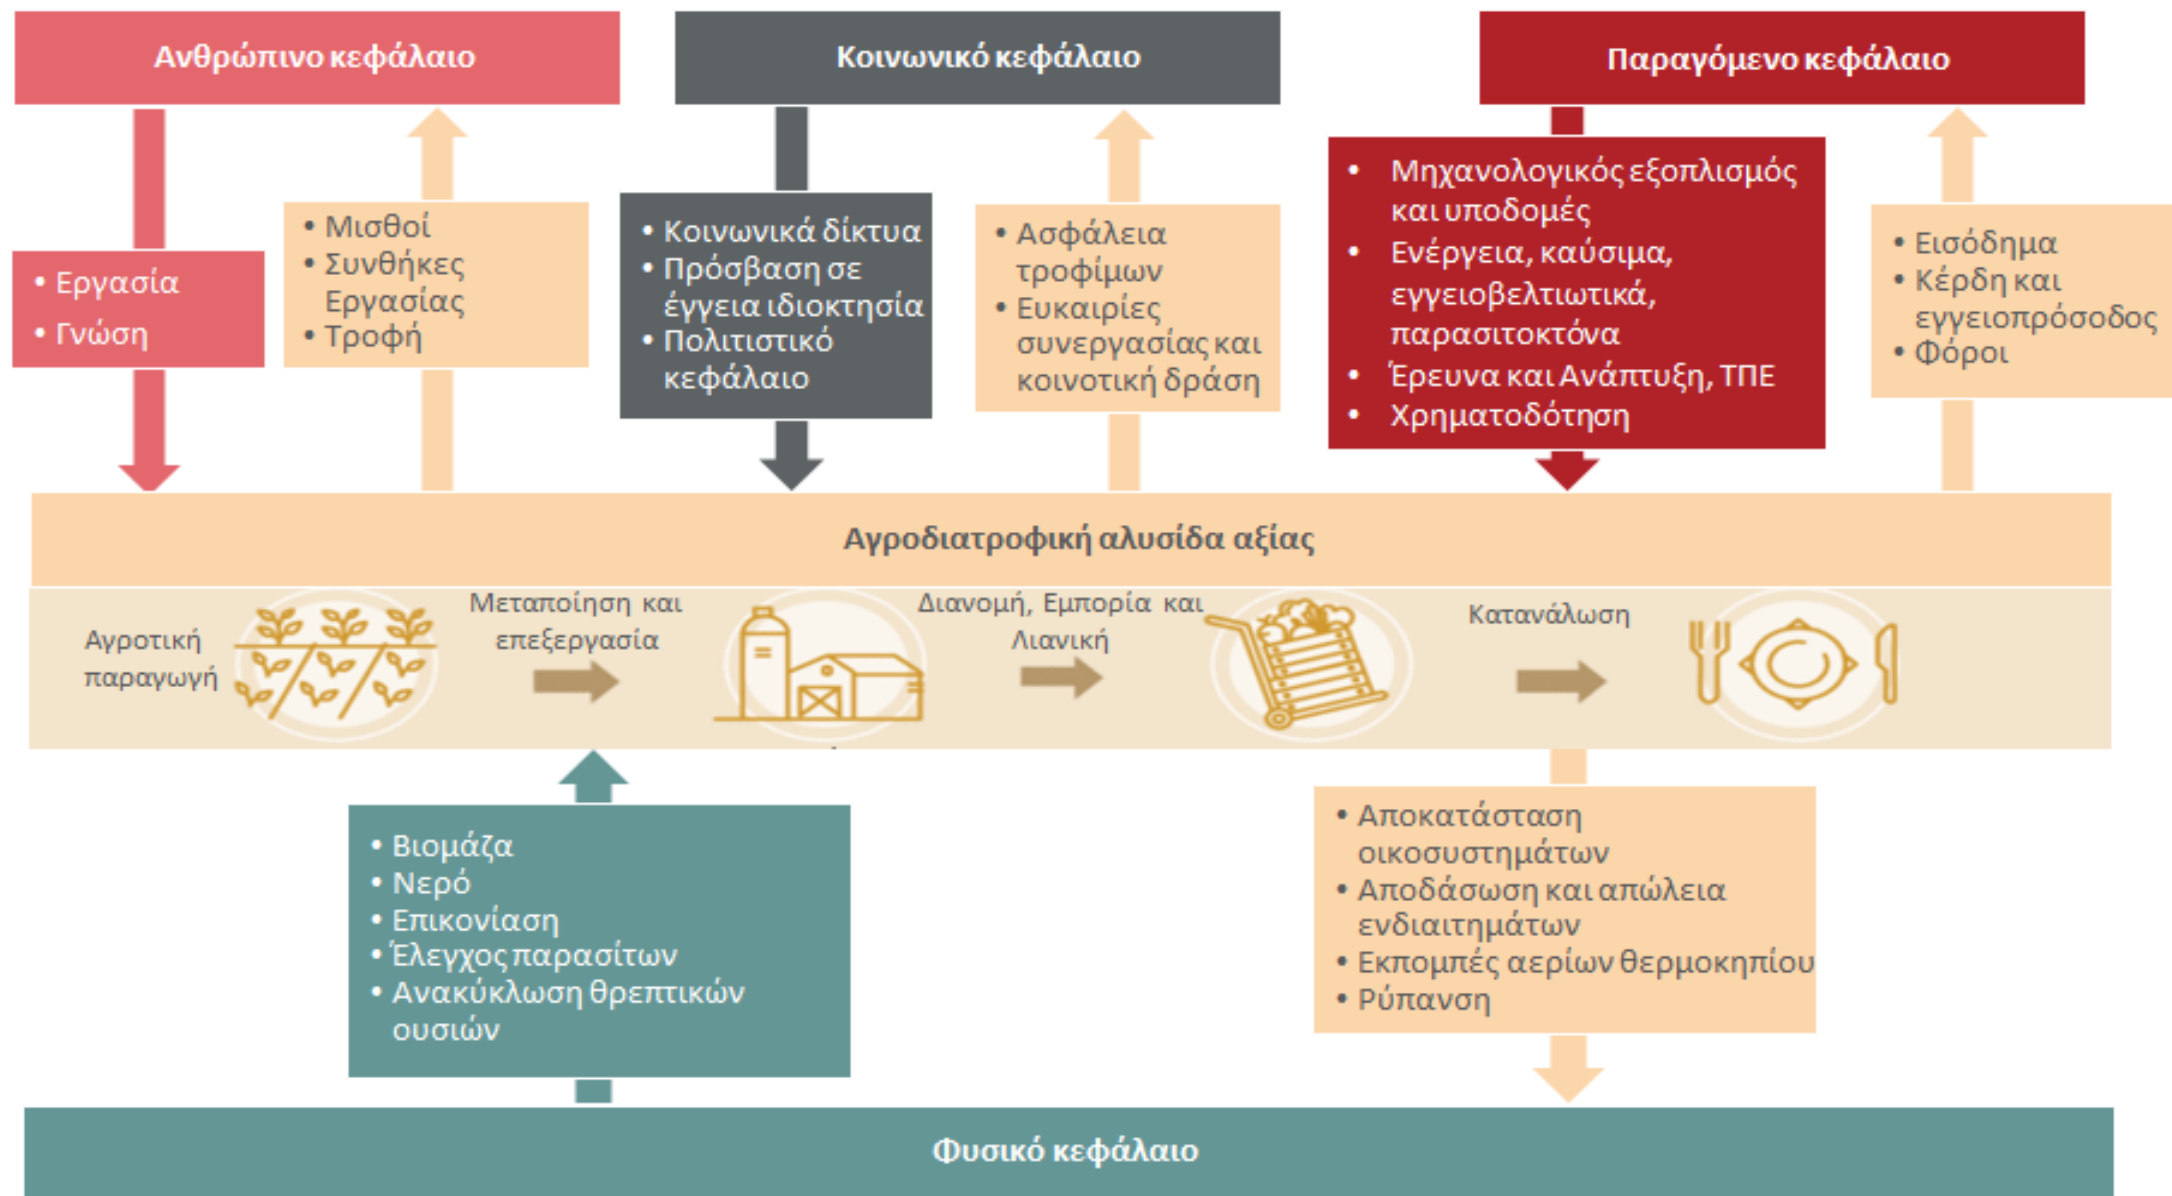 Ανθρώπινο κεφάλαιο
Κοινωνικό κεφάλαιο
Παραγόμενο κεφάλαιο
• Εργασία
• Γνώση
• Μισθοί
• Συνθήκες
Εργασίας
• Τροφή
• Κοινωνικά δίκτυα
• Πρόσβαση σε
έγγεια ιδιοκτησία
• Πολιτιστικό
κεφάλαιο
• Ασφάλεια
τροφίμων
• Ευκαιρίες
συνεργασίας και
κοινοτική δράση
• Μηχανολογικός εξοπλισμός
και υποδομές
• Ενέργεια, καύσιμα,
εγγειοβελτιωτικά,
παρασιτοκτόνα
• Έρευνα και Ανάπτυξη, ΤΠΕ
• Χρηματοδότηση
• Εισόδημα
• Κέρδη και
εγγειοπρόσοδος
• Φόροι
Αγροδιατροφική αλυσίδα αξίας
Αγροτική
παραγωγή
Μεταποίηση και
επεξεργασία
Διανομή, Εμπορία και
Λιανική
Κατανάλωση
• Βιομάζα
• Νερό
• Επικονίαση
• Έλεγχος παρασίτων
• Ανακύκλωση θρεπτικών
ουσιών
• Αποκατάσταση
οικοσυστημάτων
• Αποδάσωση και απώλεια
ενδιαιτημάτων
• Εκπομπές αερίων θερμοκηπίου
• Ρύπανση
Φυσικό κεφάλαιο